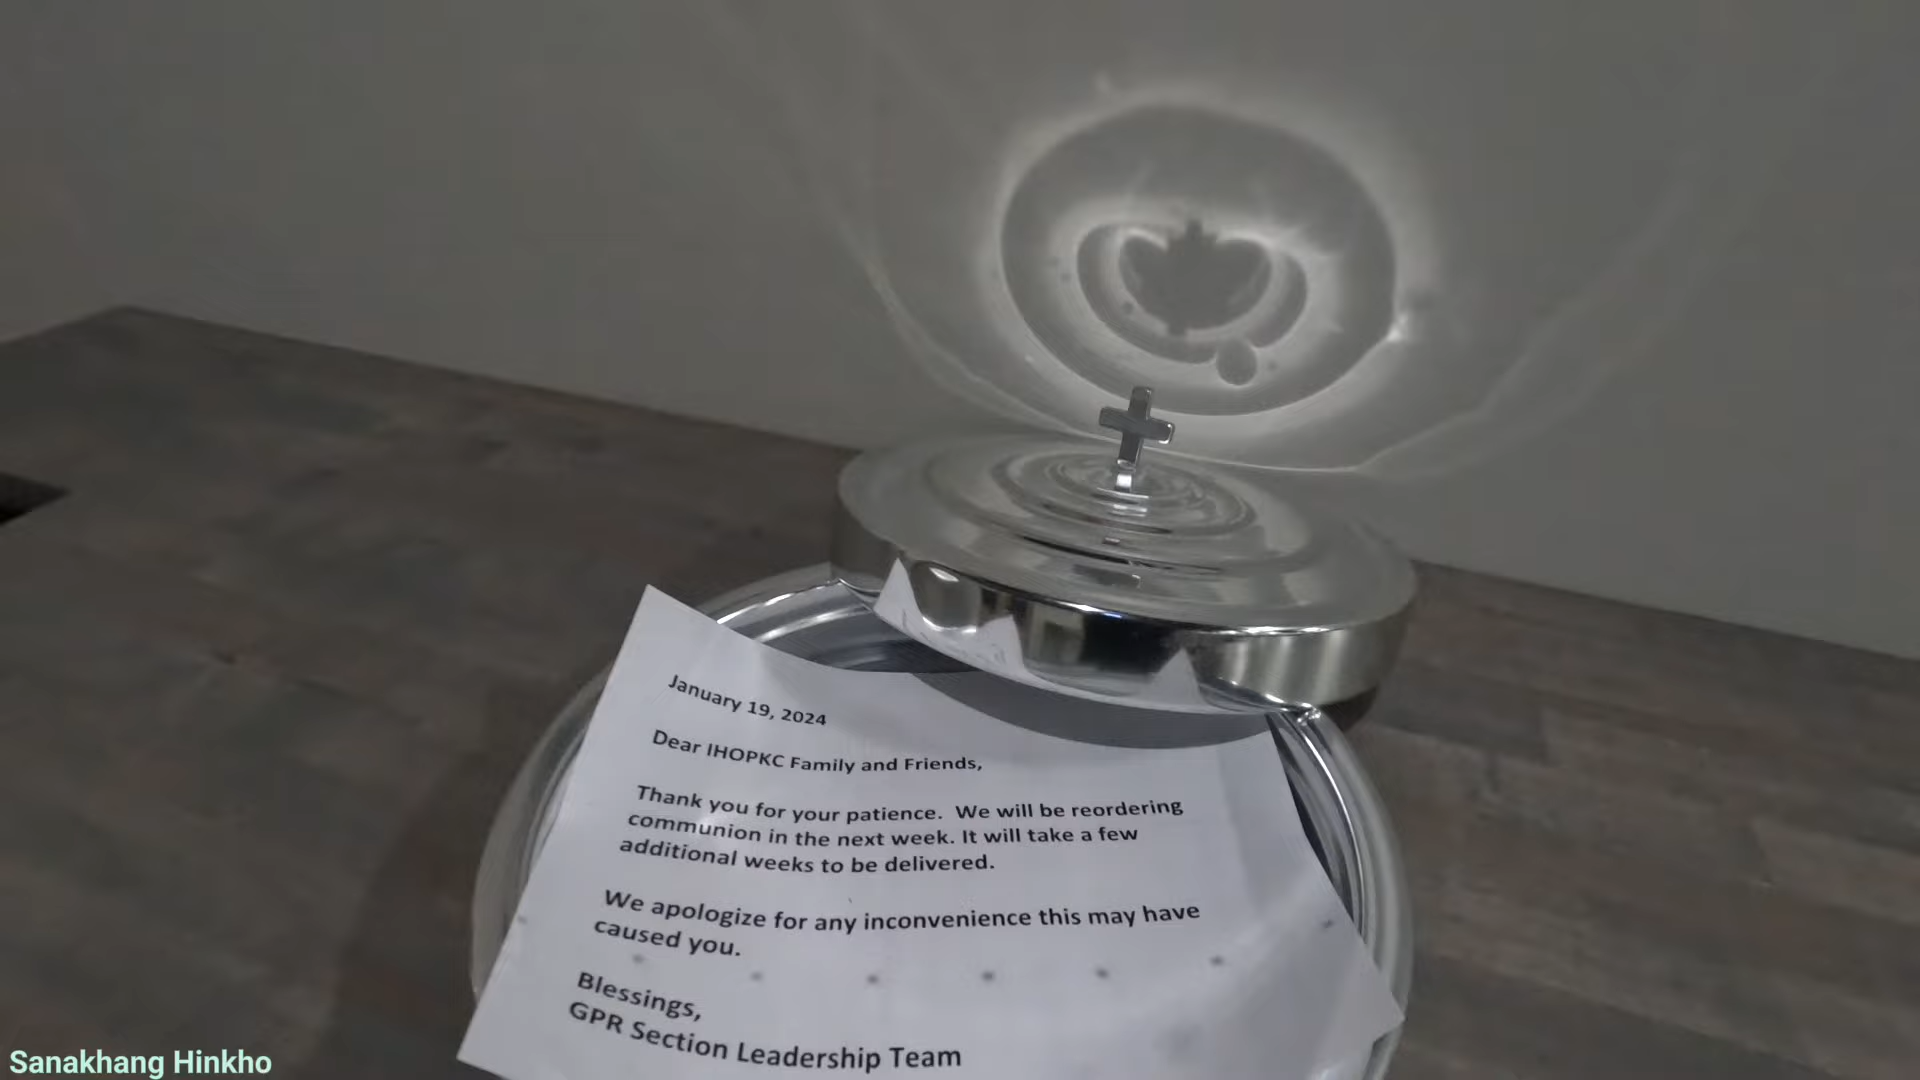 January 19, 2024
Dear IHOPKC Family and Friends,
Thank you for your patience. We will be reordering
communion in the next week. It will take a few
additional weeks to be delivered.
We apologize for any inconvenience this may have
caused you.
Blessings,
GPR Section Leadership Team
Sanakhang Hinkho